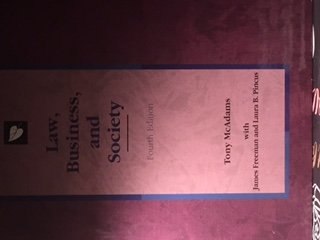 Law,
Business,
and
Society
Fourth Edition
Tony McAdams
with
James Freeman and Laura B. Pincus